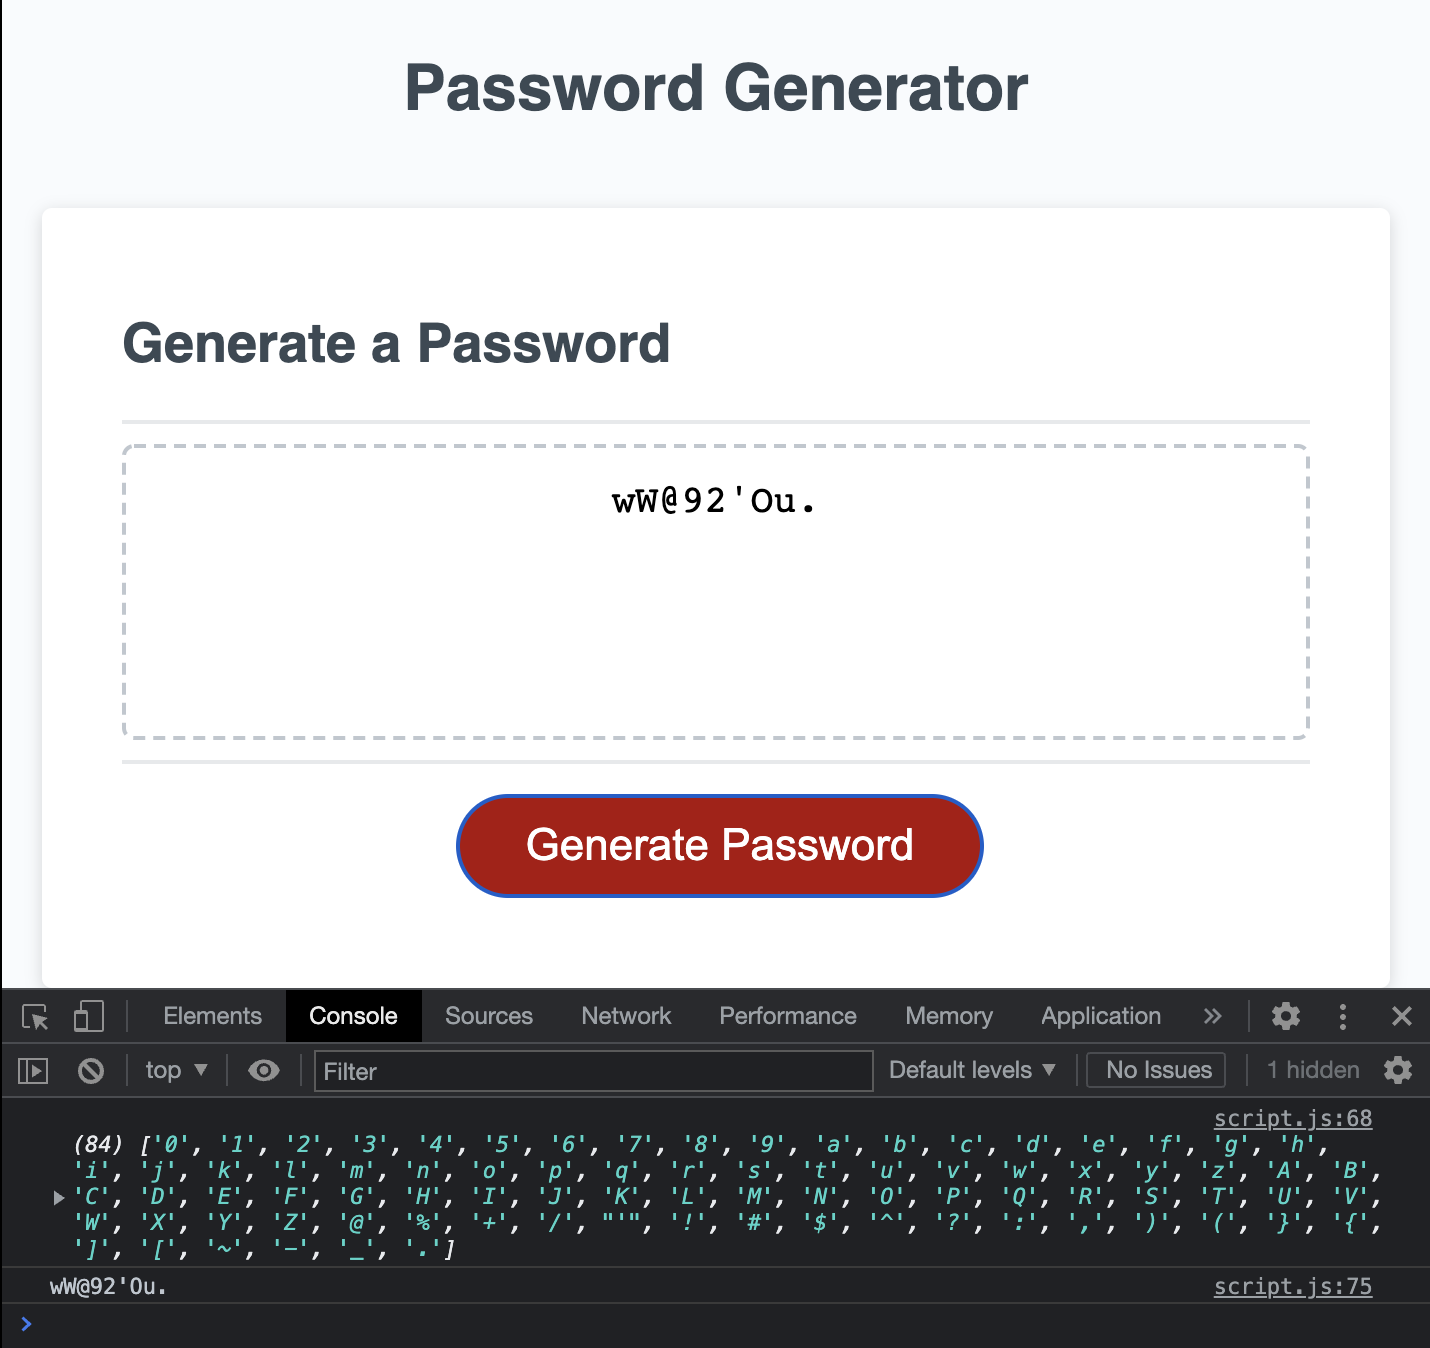 Password Generator
Generate a Password
wW@92'Ou.
Generate Password
Elements Console Sources Network Performance Memory Application
top Filter Default levels No Issues 1 hidden
script.js:68
(84) ['0', '1', '2', '3', '4', '5', '6', '7', '8', '9', 'a', 'b', 'c', 'd', 'e', 'f', 'g', 'h',
'i', 'j', 'k', 'l', 'm', 'n', 'o', 'p', 'q', 'r', 's', 't', 'u', 'v', 'w', 'x', 'y', 'z', 'A', 'B',
'C', 'D', 'E', 'F', 'G', 'H', 'I', 'J', 'K', 'L', 'M', 'N', 'O', 'P', 'Q', 'R', 'S', 'T', 'U', 'V',
'W', 'X', 'Y', 'Z', '@', '%', '+', '/', "'", '!', '#', '$', '^', '?', ':', ',', ')', '(', '}', '{',
']', '[', '~', '-', '_', '.']
wW@92'Ou. script.js:75